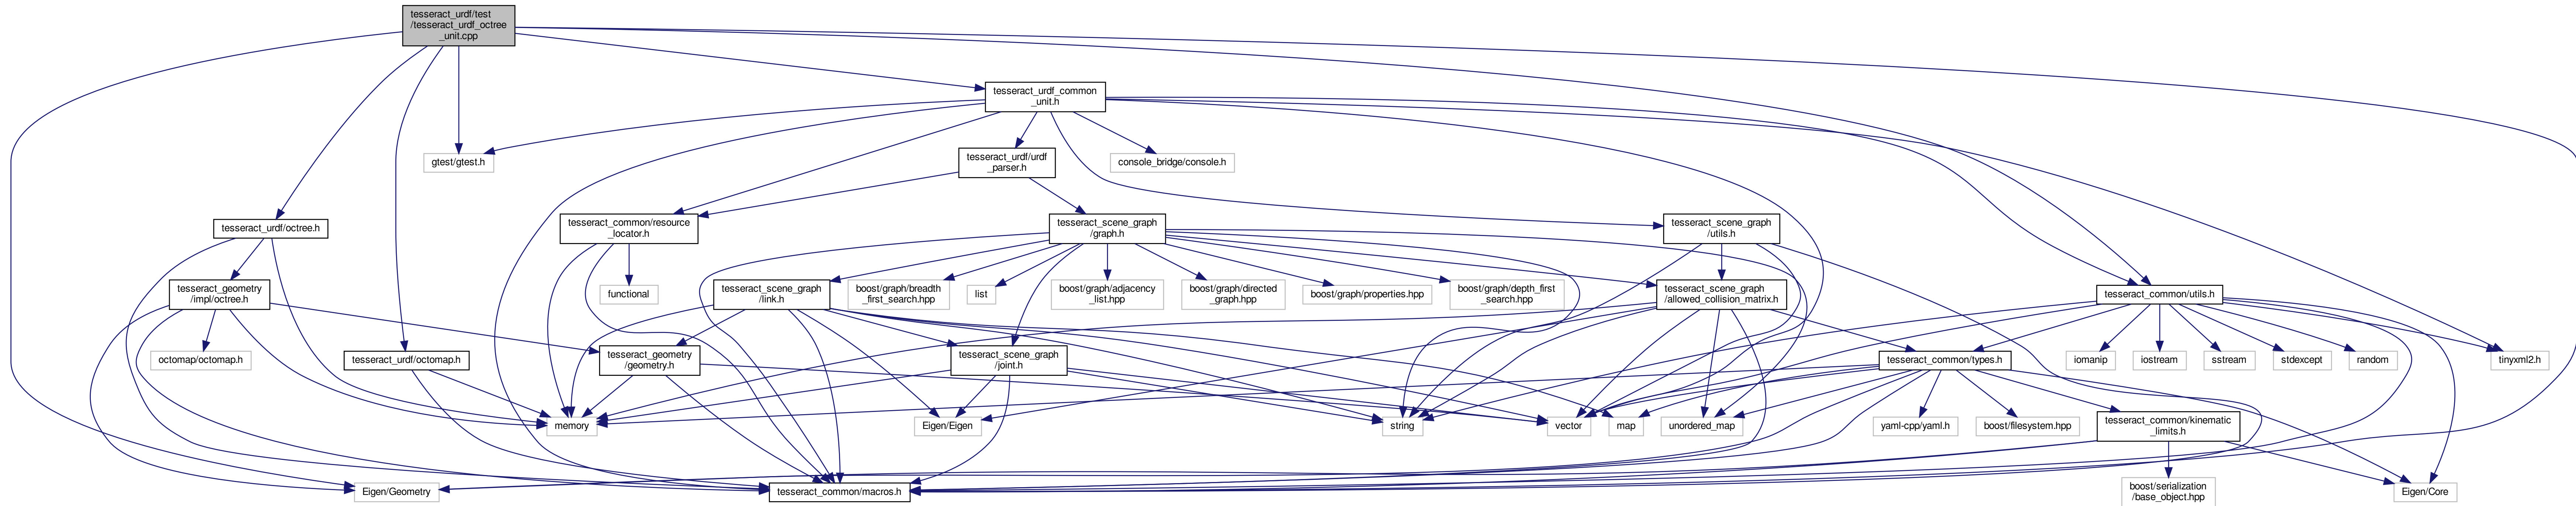 tesseract_urdf/test
/tesseract_urdf_octree
_unit.cpp
tesseract_urdf_common
_unit.h
gtest/gtest.h
tesseract_urdf/urdf
_parser.h
console_bridge/console.h
tesseract_urdf/octree.h
tesseract_common/resource
_locator.h
tesseract_scene_graph
/graph.h
tesseract_scene_graph
/utils.h
tesseract_geometry
/impl/octree.h
functional
tesseract_scene_graph
/link.h
boost/graph/breadth
_first_search.hpp
list
boost/graph/adjacency
_list.hpp
boost/graph/directed
_graph.hpp
boost/graph/properties.hpp
boost/graph/depth_first
_search.hpp
tesseract_scene_graph
/allowed_collision_matrix.h
tesseract_common/utils.h
octomap/octomap.h
tesseract_urdf/octomap.h
tesseract_geometry
/geometry.h
tesseract_scene_graph
/joint.h
tesseract_common/types.h
iomanip
iostream
sstream
stdexcept
random
tinyxml2.h
memory
Eigen/Eigen
string
vector
map
unordered_map
yaml-cpp/yaml.h
boost/filesystem.hpp
tesseract_common/kinematic
_limits.h
Eigen/Geometry
tesseract_common/macros.h
boost/serialization
/base_object.hpp
Eigen/Core